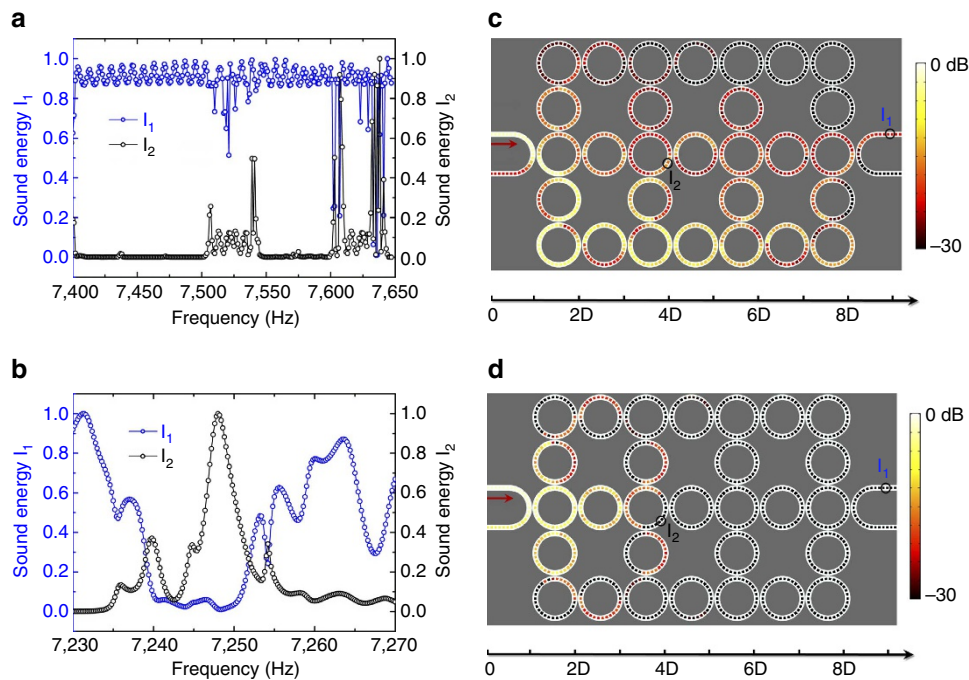 a
Sound energy I1
1.0
0.8
0.6
0.4
0.2
0.0
I1
I2
1.0
0.8
0.6
0.4
0.2
0.0
Sound energy I2
7,400 7,500 7,550 7,600 7,650
Frequency (Hz)
c
I1
I2
0 dB
–30
0 2D 4D 6D 8D
b
Sound energy I1
1.0
0.8
0.6
0.4
0.2
0.0
I1
I2
1.0
0.8
0.6
0.4
0.2
0.0
Sound energy I2
7,230 7,240 7,250 7,260 7,270
Frequency (Hz)
d
I1
I2
0 dB
–30
0 2D 4D 6D 8D